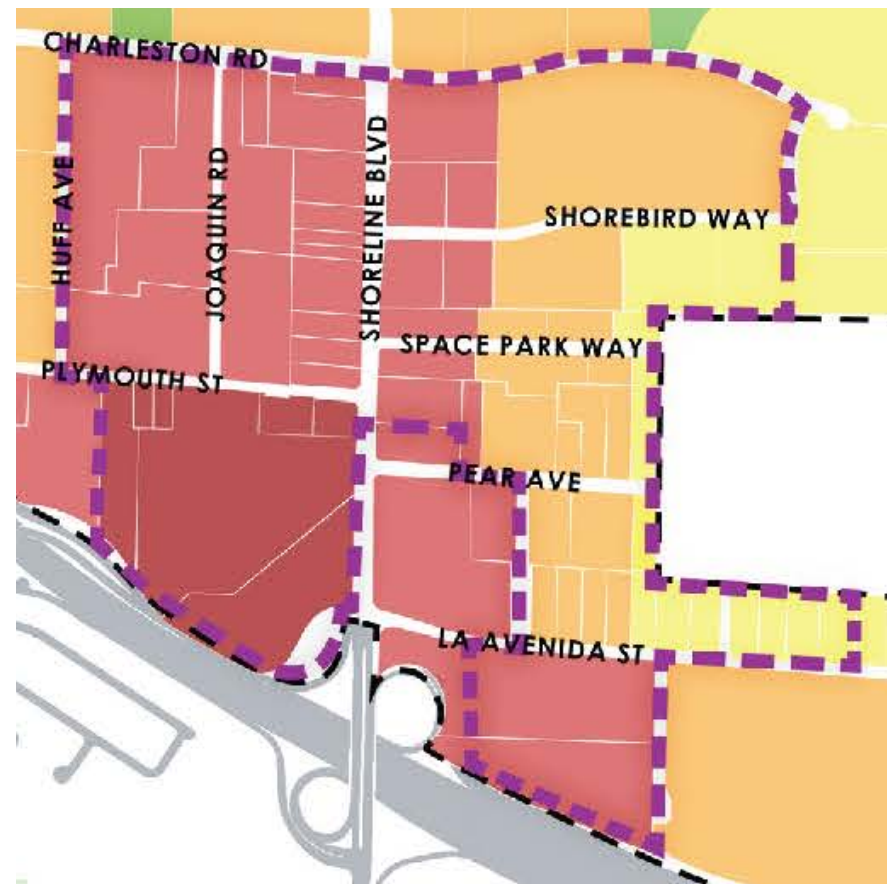 CHARLESTON RD
HUFF AVE
JOAQUIN RD
SHORELINE BLVD
SHOREBIRD WAY
SPACE PARK WAY
PLYMOUTH ST
PEAR AVE
LA AVENIDA ST